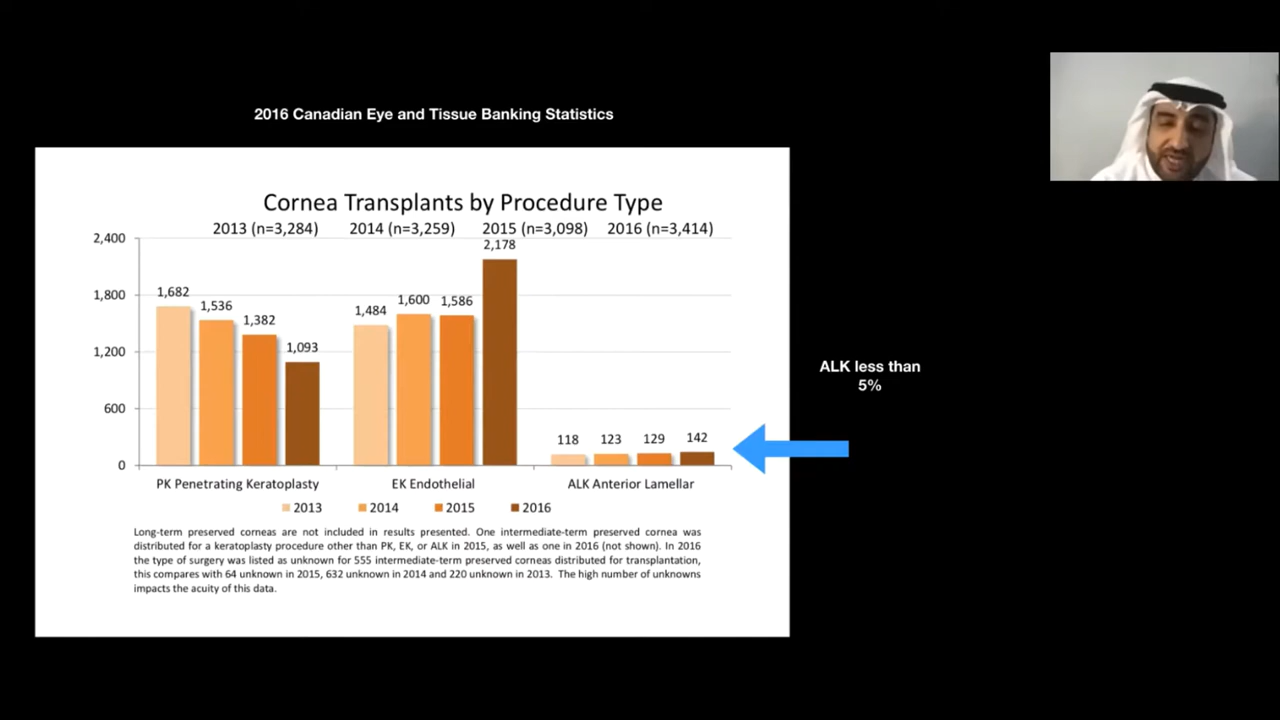 2016 Canadian Eye and Tissue Banking Statistics
Cornea Transplants by Procedure Type
2013 (n=3,284) 2014 (n=3,259) 2015 (n=3,098) 2016 (n=3,414)
2,400
1,800
1,200
600
0
1,682
1,536
1,382
1,093
1,484
1,600
1,586
2,178
118
123
129
142
PK Penetrating Keratoplasty
EK Endothelial
ALK Anterior Lamellar
2013 2014 2015 2016
Long-term preserved corneas are not included in results presented. One intermediate-term preserved cornea was
distributed for a keratoplasty procedure other than PK, EK, or ALK in 2015, as well as one in 2016 (not shown). In 2016
the type of surgery was listed as unknown for 555 intermediate-term preserved corneas distributed for transplantation,
this compares with 64 unknown in 2015, 632 unknown in 2014 and 220 unknown in 2013. The high number of unknowns
impacts the acuity of this data.
ALK less than
5%